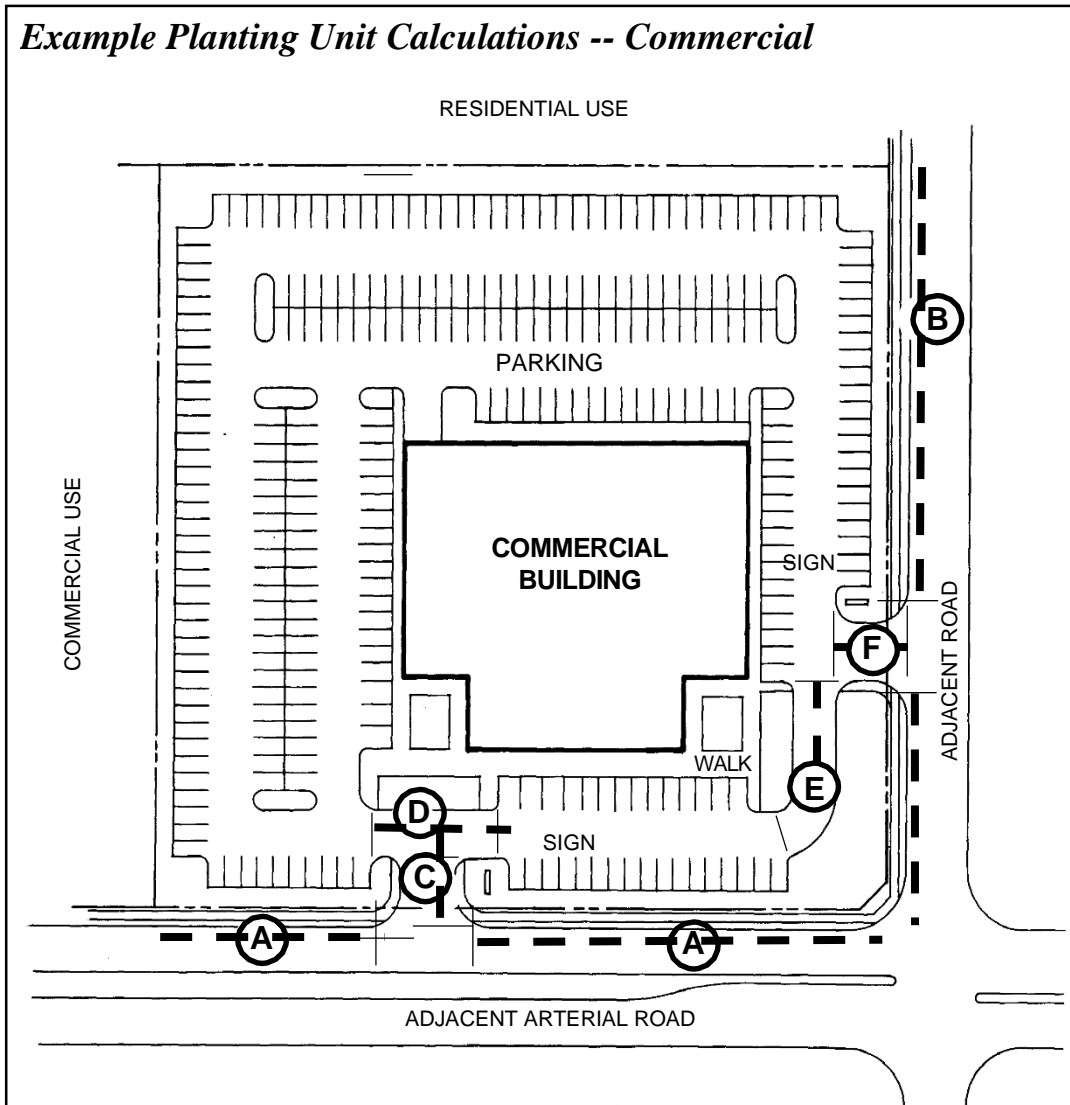 Example Planting Unit Calculations -- Commercial
RESIDENTIAL USE
B
PARKING
COMMERCIAL USE
COMMERCIAL
BUILDING
SIGN
ADJACENT ROAD
F
WALK
E
D
SIGN
C
A
A
ADJACENT ARTERIAL ROAD